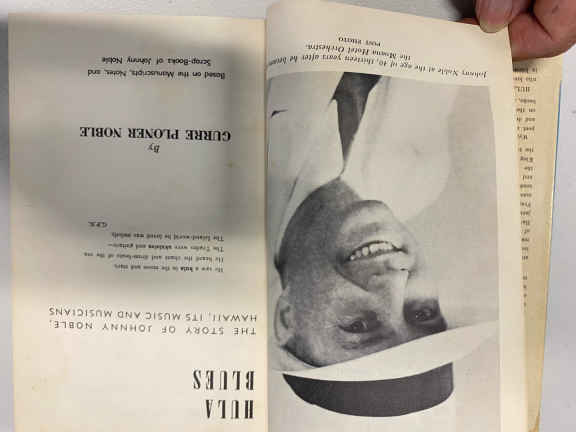 HULA
BLUES
THE STORY OF JOHNNY NOBLE,
HAWAII, ITS MUSIC AND MUSICIANS
He saw a hula in the moon and stars,
He heard the chant and drum-beats of the sea
The Trades were ukuleles and guitars—
The Island-world he loved was melody.
G.P.N.
By
GURRE PLONER NOBLE
Based on the Manuscripts, Notes, and
Scrap-Books of Johnny Noble
Johnny Noble at the age of 40, thirteen years after he became
the Moana Hotel Orchestra.
POST PHOTO
HUL